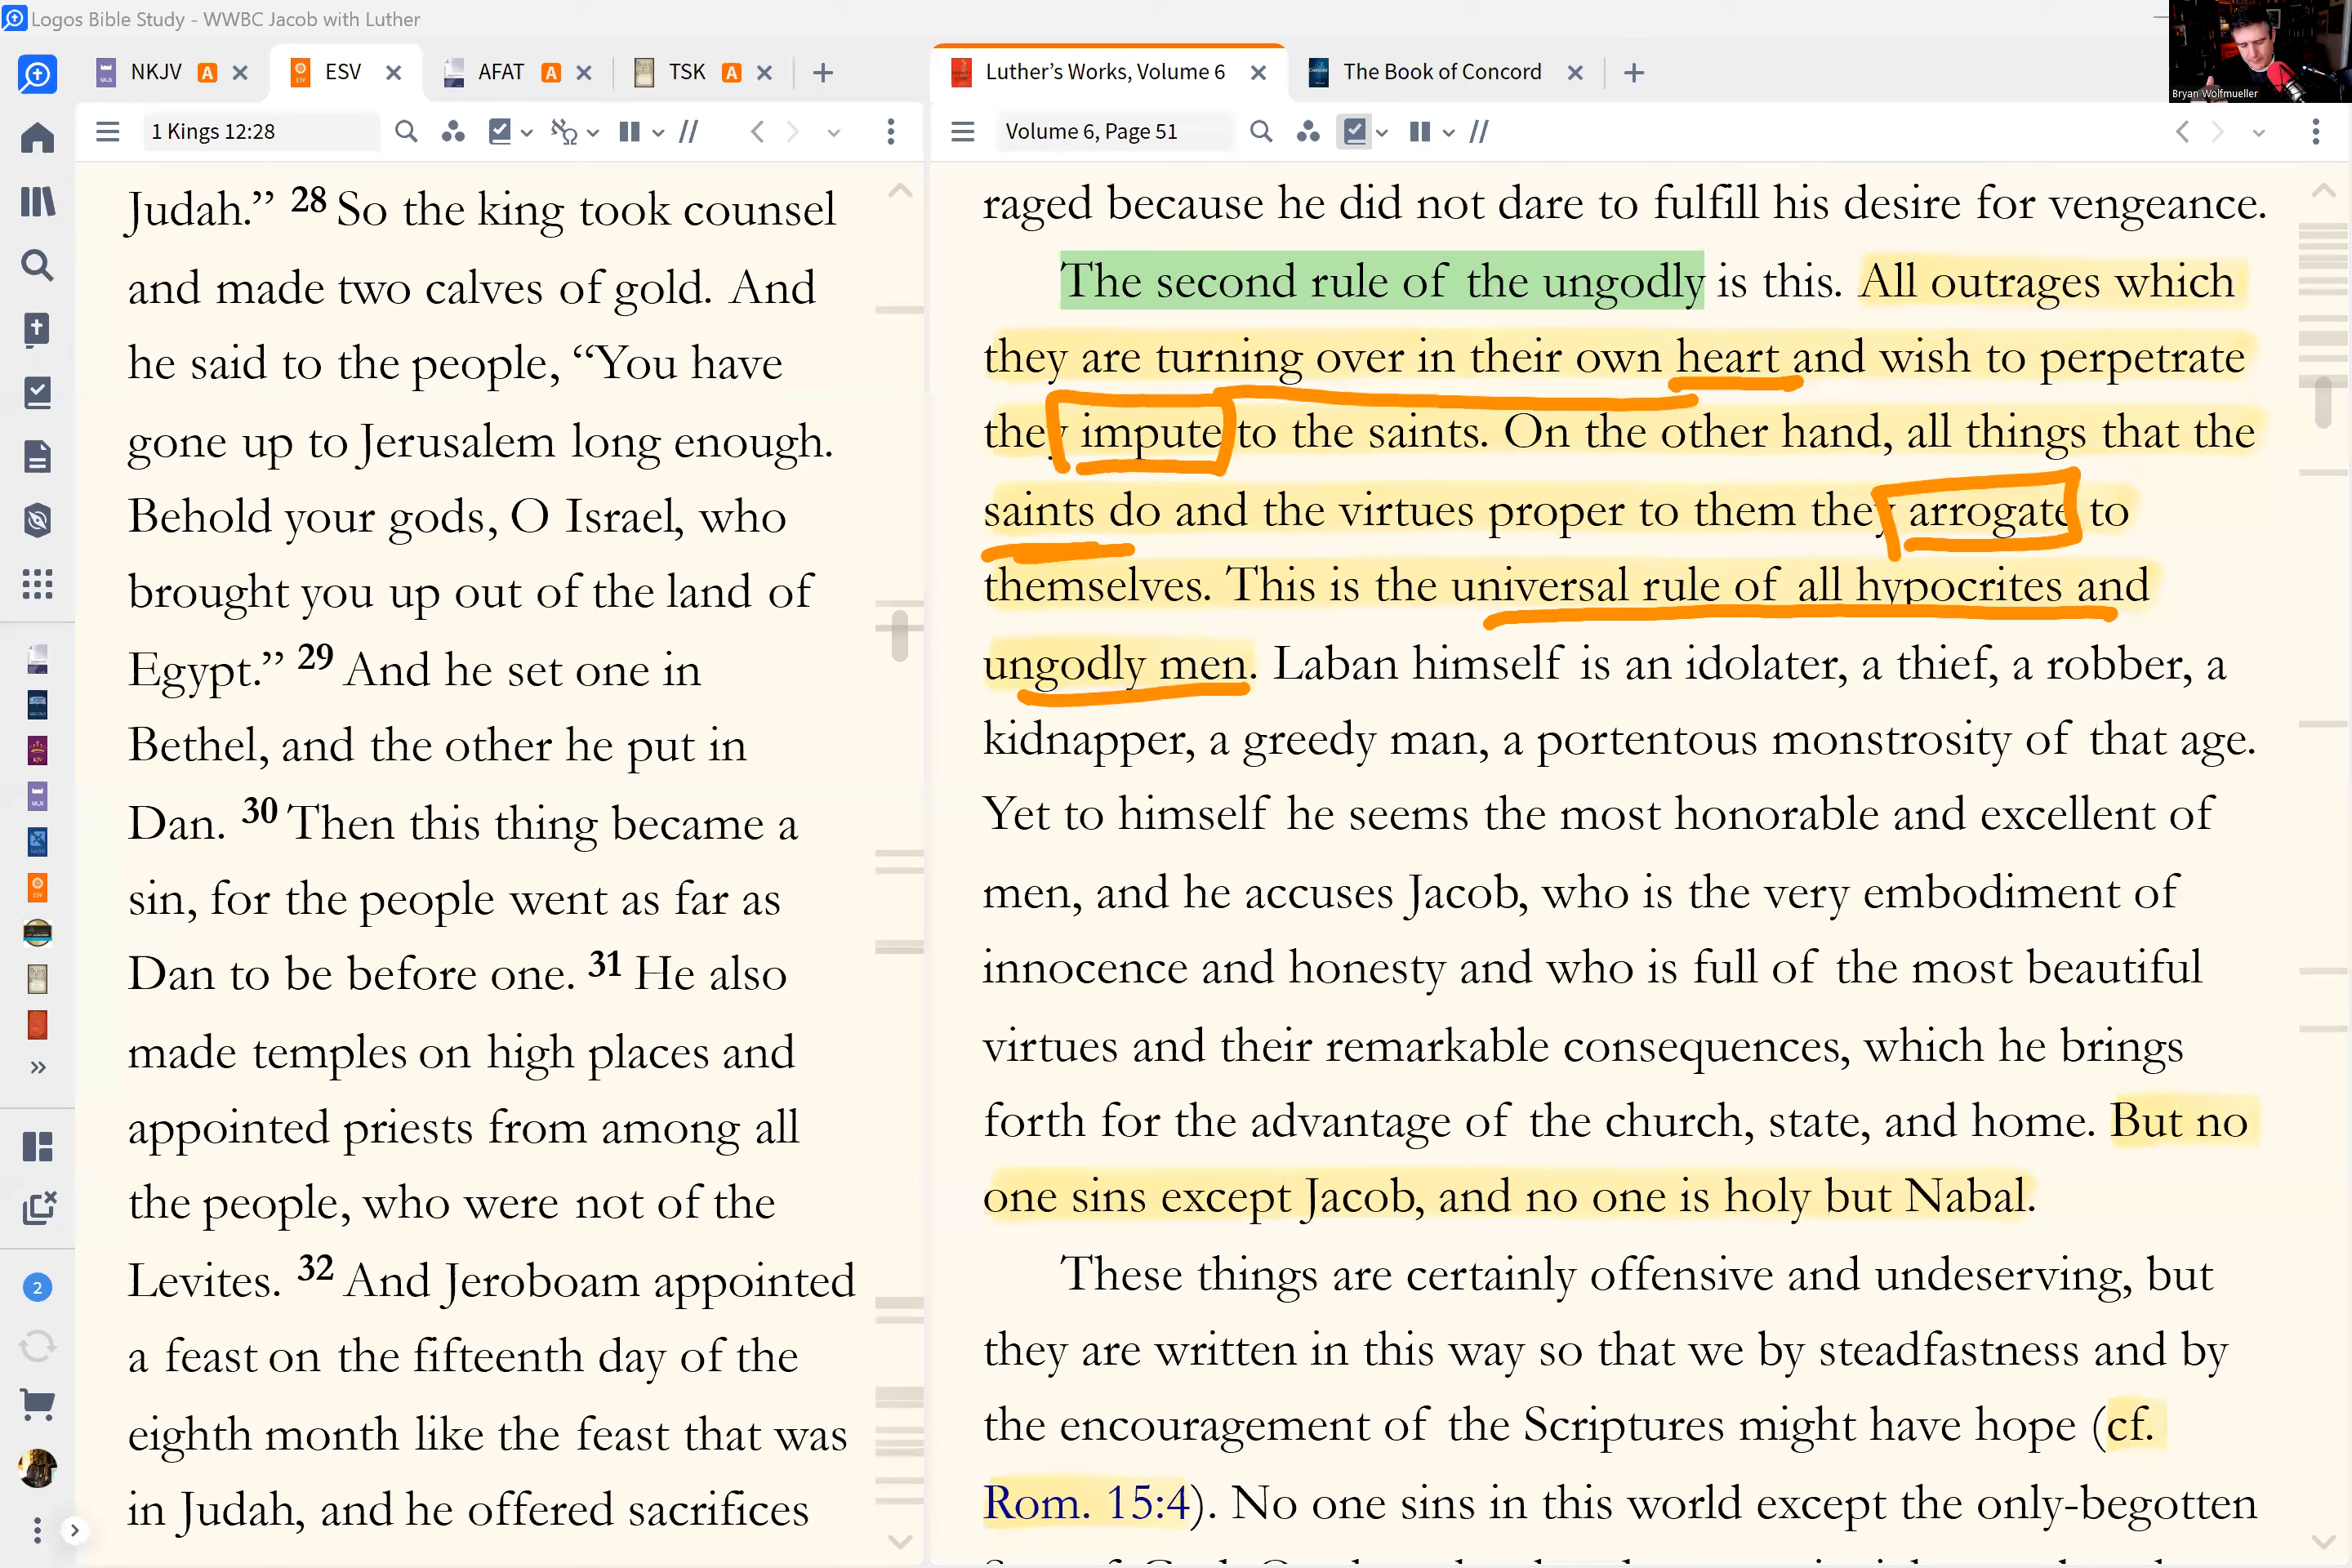 Logos Bible Study - WWBC Jacob with Luther
Bryan Wolfmueller
NKJV A
ESV
AFAT A
TSK A
Luther's Works, Volume 6
The Book of Concord
1 Kings 12:28
Volume 6, Page 51
Judah.” 28 So the king took counsel
and made two calves of gold. And
he said to the people, “You have
gone up to Jerusalem long enough.
Behold your gods, O Israel, who
brought you up out of the land of
Egypt.” 29 And he set one in
Bethel, and the other he put in
Dan. 30 Then this thing became a
sin, for the people went as far as
Dan to be before one. 31 He also
made temples on high places and
appointed priests from among all
the people, who were not of the
Levites. 32 And Jeroboam appointed
a feast on the fifteenth day of the
eighth month like the feast that was
in Judah, and he offered sacrifices
raged because he did not dare to fulfill his desire for vengeance.
The second rule of the ungodly is this. All outrages which
they are turning over in their own heart and wish to perpetrate
they impute to the saints. On the other hand, all things that the
saints do and the virtues proper to them they arrogate to
themselves. This is the universal rule of all hypocrites and
ungodly men. Laban himself is an idolater, a thief, a robber, a
kidnapper, a greedy man, a portentous monstrosity of that age.
Yet to himself he seems the most honorable and excellent of
men, and he accuses Jacob, who is the very embodiment of
innocence and honesty and who is full of the most beautiful
virtues and their remarkable consequences, which he brings
forth for the advantage of the church, state, and home. But no
one sins except Jacob, and no one is holy but Nabal.
These things are certainly offensive and undeserving, but
they are written in this way so that we by steadfastness and by
the encouragement of the Scriptures might have hope (cf.
Rom. 15:4). No one sins in this world except the only-begotten
2